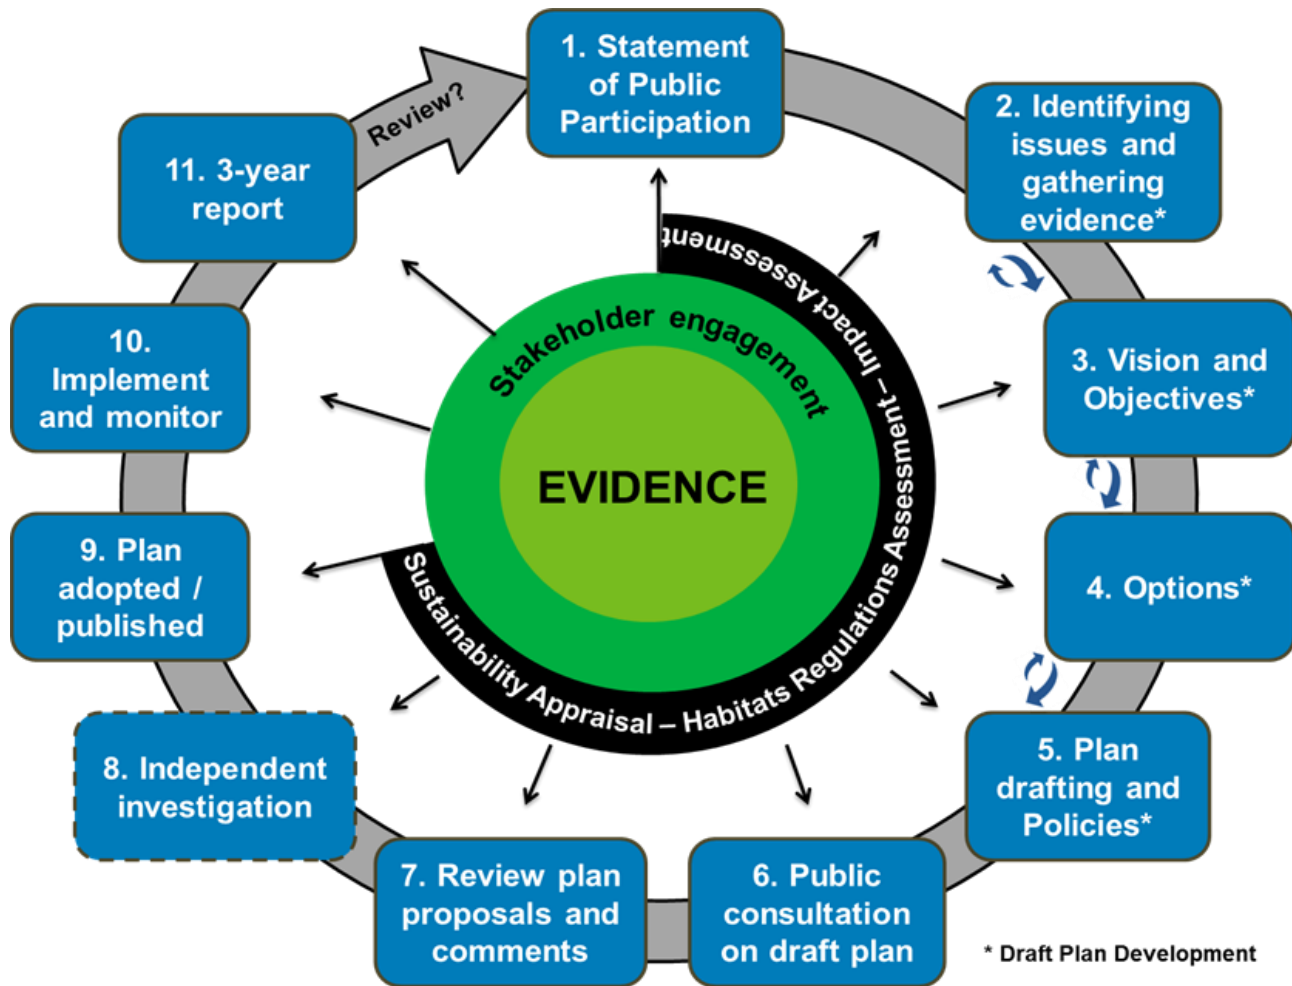 1. Statement
of Public
Participation
2. Identifying
issues and
gathering
evidence*
3. Vision and
Objectives*
4. Options*
5. Plan
drafting and
Policies*
6. Public
consultation
on draft plan
7. Review plan
proposals and
comments
8. Independent
investigation
9. Plan
adopted /
published
10.
Implement
and monitor
11. 3-year
report
Review?
Stakeholder engagement
EVIDENCE
Sustainability Appraisal – Habitats Regulations Assessment – Impact Assessment
* Draft Plan Development